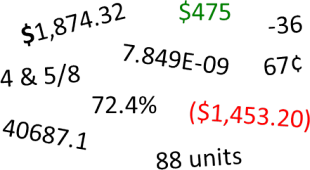 $1,874.32
$475
-36
7.849E-09
67¢
4 & 5/8
72.4%
($1,453.20)
40687.1
88 units